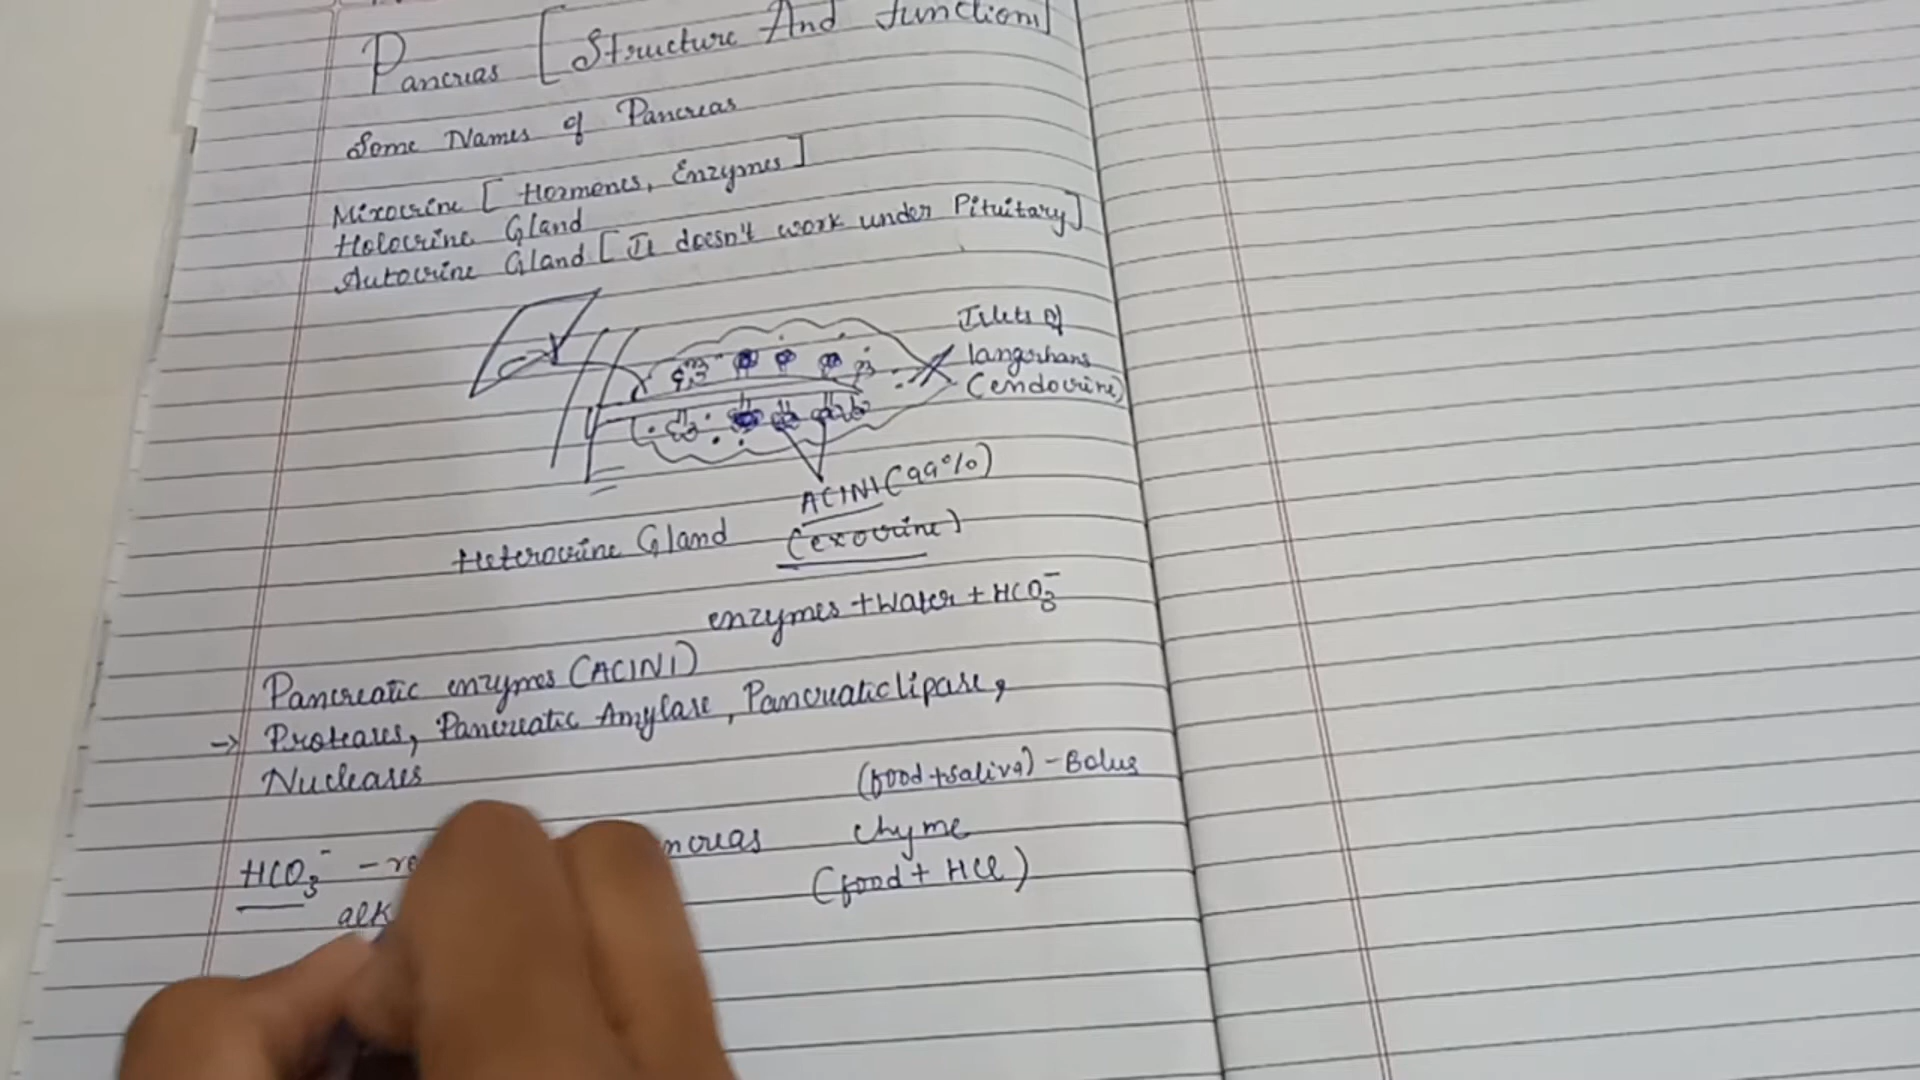 Pancreas [Structure And functions]
Some Names of Pancreas
Mixocrine [Hormones, Enzymes]
Holocrine Gland
Autocrine Gland [It doesn't work under Pituitary]
Islets of
langerhans
(endocrine)
ACINI (99%)
Heterocrine Gland (exocrine)
enzymes + Water + HCO3-
Pancreatic enzymes (ACINI)
→ Proteases, Pancreatic Amylase, Pancreatic lipase,
Nucleases
(food + saliva) - Bolus
chyme
HCO3- -
(food + HCl)